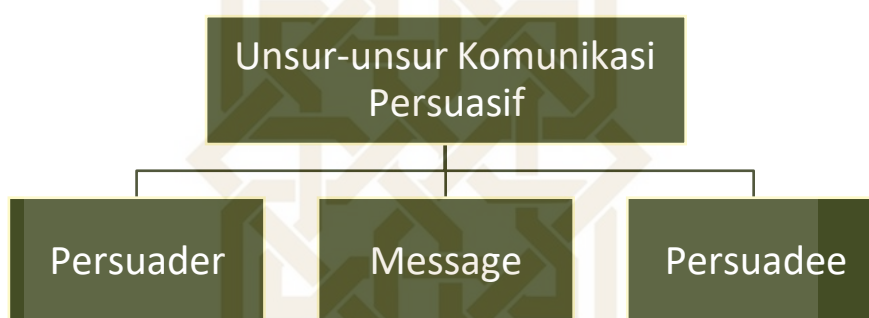 Unsur-unsur Komunikasi
Persuasif
Persuader
Message
Persuadee